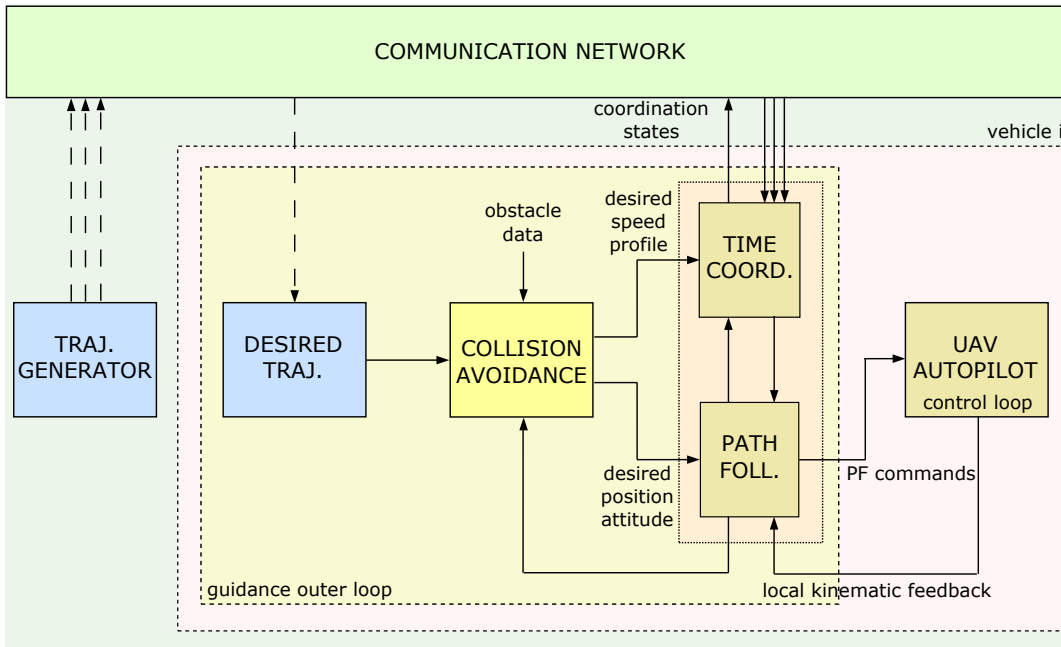 COMMUNICATION NETWORK
coordination
states
vehicle i
obstacle
data
desired
speed
profile
TIME
COORD.
TRAJ.
GENERATOR
DESIRED
TRAJ.
COLLISION
AVOIDANCE
UAV
AUTOPILOT
control loop
PATH
FOLL.
desired
position
attitude
PF commands
guidance outer loop
local kinematic feedback